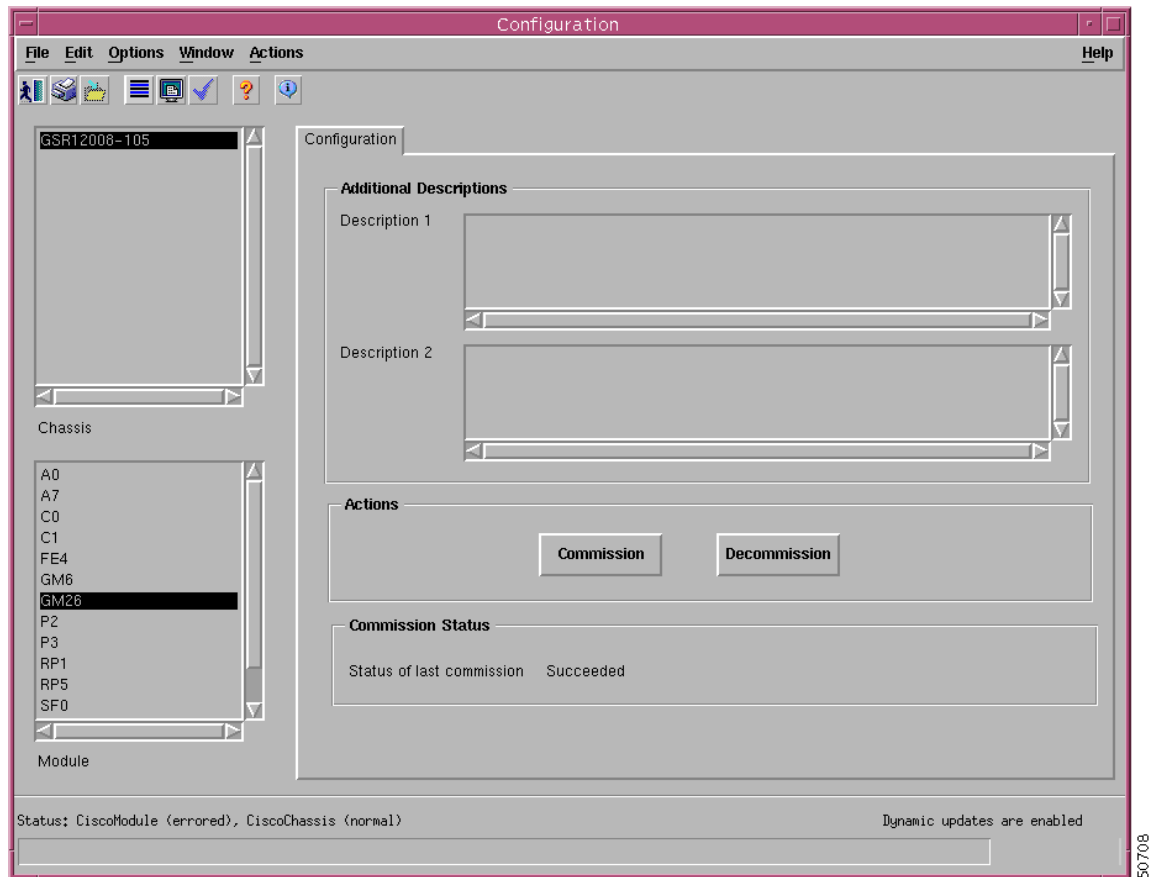 Configuration
File Edit Options Window Actions Help
GSR12008-105
Chassis
A0
A7
C0
C1
FE4
GM6
GM26
P2
P3
RP1
RP5
SF0
Module
Configuration
Additional Descriptions
Description 1
Description 2
Actions
Commission Decommission
Commission Status
Status of last commission Succeeded
Status: CiscoModule (errored), CiscoChassis (normal) Dynamic updates are enabled
50708